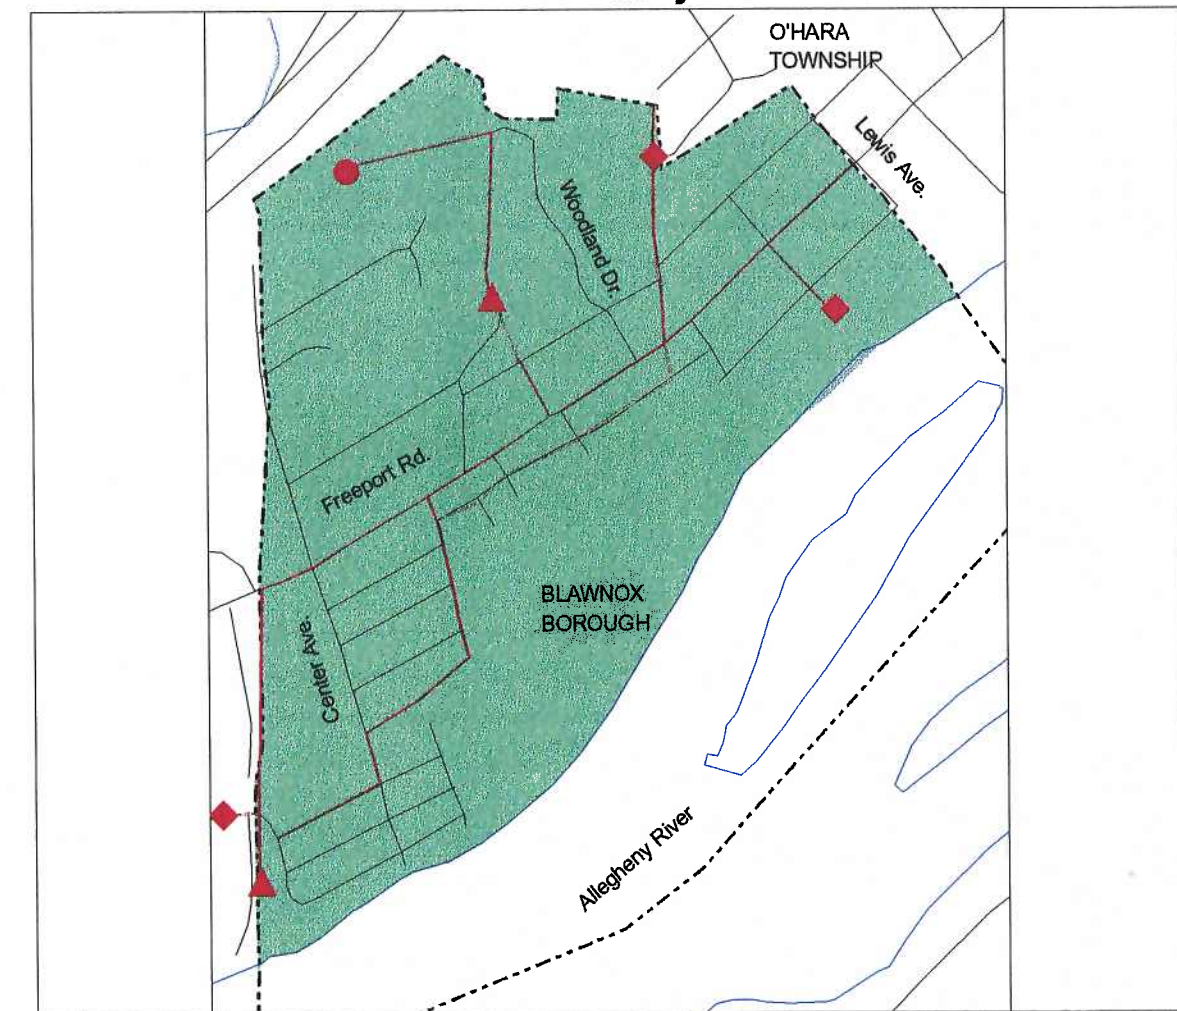 O'HARA
TOWNSHIP
Lewis Ave.
Woodland Dr.
Freeport Rd.
BLAWNOX
BOROUGH
Center Ave.
Allegheny River